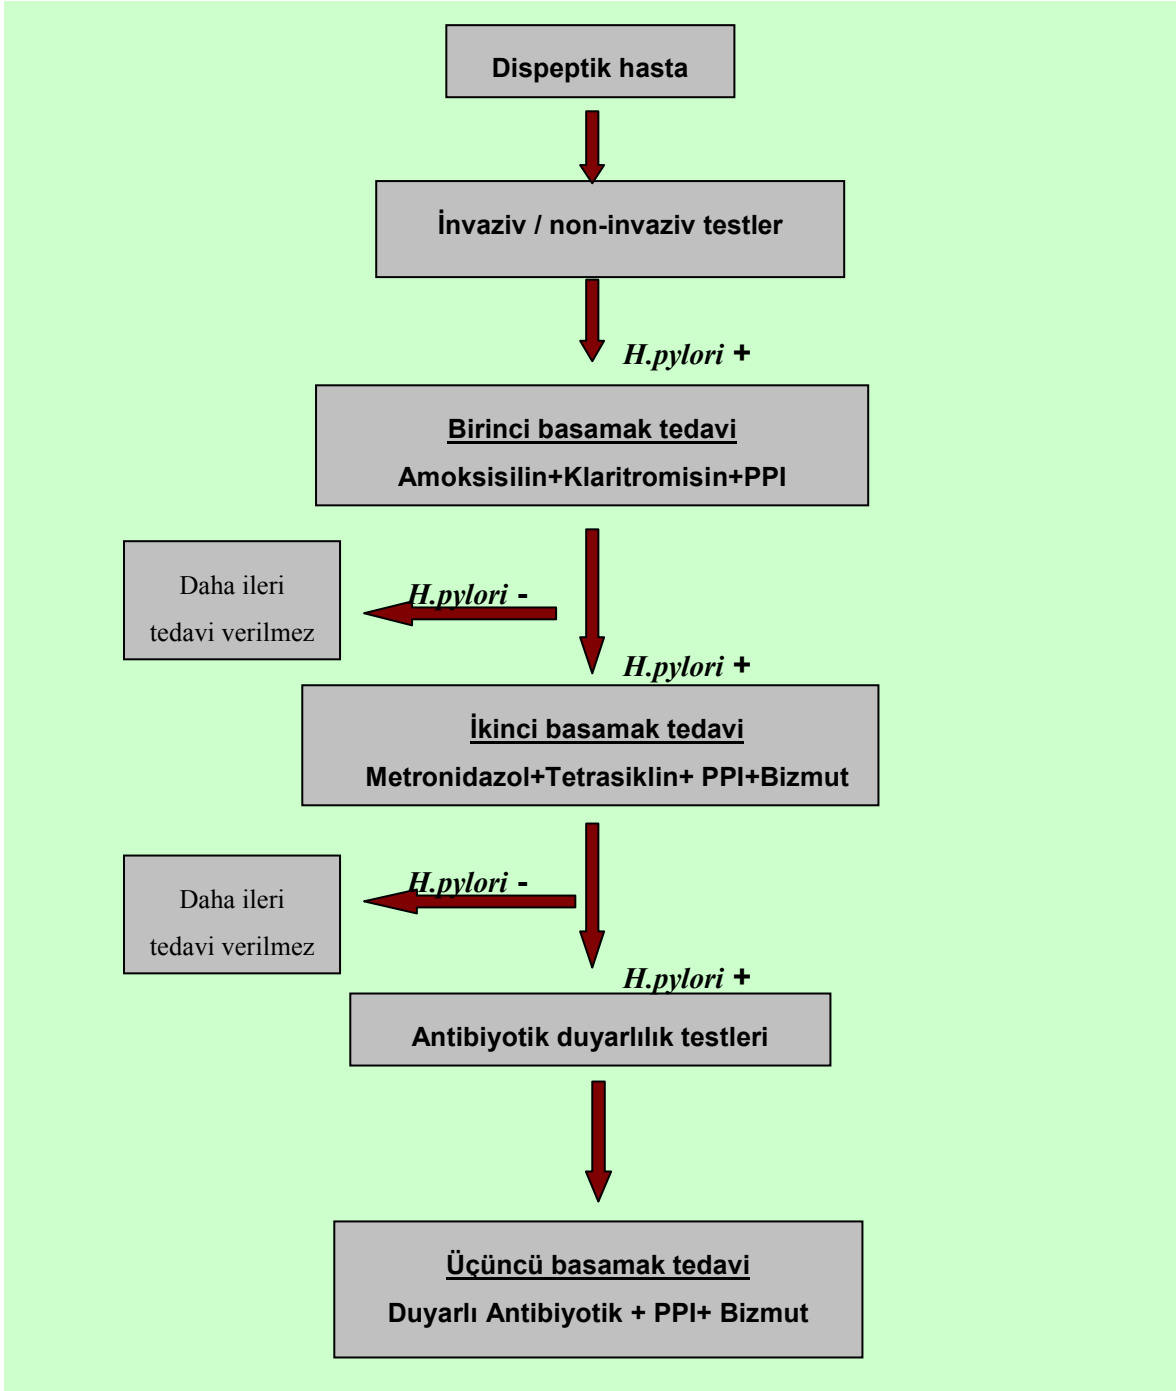 Dispeptik hasta
İnvaziv / non-invaziv testler
H.pylori +
Birinci basamak tedavi
Amoksisilin+Klaritromisin+PPI
Daha ileri
tedavi verilmez
H.pylori -
H.pylori +
İkinci basamak tedavi
Metronidazol+Tetrasiklin+ PPI+Bizmut
Daha ileri
tedavi verilmez
H.pylori -
H.pylori +
Antibiyotik duyarlılık testleri
Üçüncü basamak tedavi
Duyarlı Antibiyotik + PPI+ Bizmut